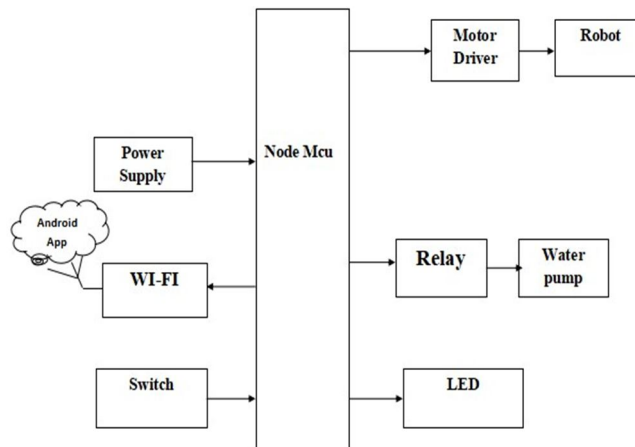 Motor
Driver
Robot
Node Mcu
Power
Supply
Android
App
WI-FI
Relay
Water
pump
Switch
LED